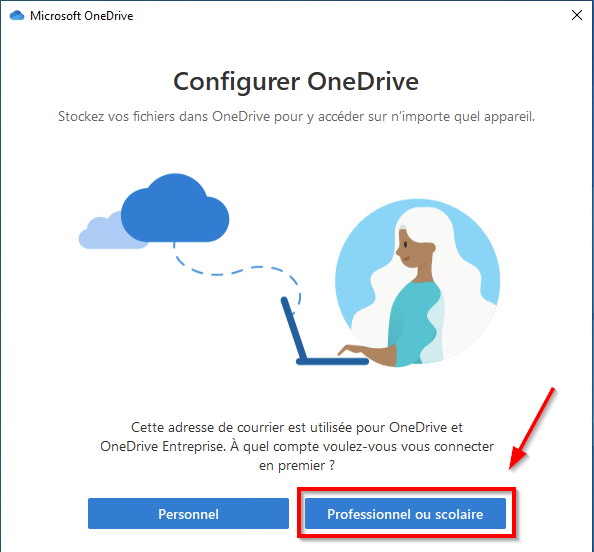 Microsoft OneDrive
Configurer OneDrive
Stockez vos fichiers dans OneDrive pour y accéder sur n'importe quel appareil.
Cette adresse de courrier est utilisée pour OneDrive et
OneDrive Entreprise. À quel compte voulez-vous vous connecter
en premier ?
Personnel
Professionnel ou scolaire